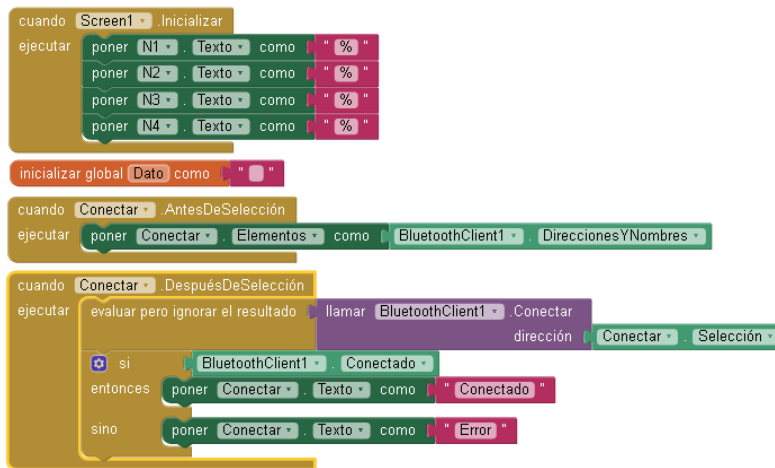 cuando Screen1 .Inicializar
ejecutar poner N1 . Texto como " % "
poner N2 . Texto como " % "
poner N3 . Texto como " % "
poner N4 . Texto como " % "
inicializar global Dato como " "
cuando Conectar .AntesDeSelección
ejecutar poner Conectar . Elementos como BluetoothClient1 . DireccionesYNombres
cuando Conectar .DespuésDeSelección
ejecutar evaluar pero ignorar el resultado llamar BluetoothClient1 .Conectar
dirección Conectar . Selección
si BluetoothClient1 . Conectado
entonces poner Conectar . Texto como " Conectado "
sino poner Conectar . Texto como " Error "